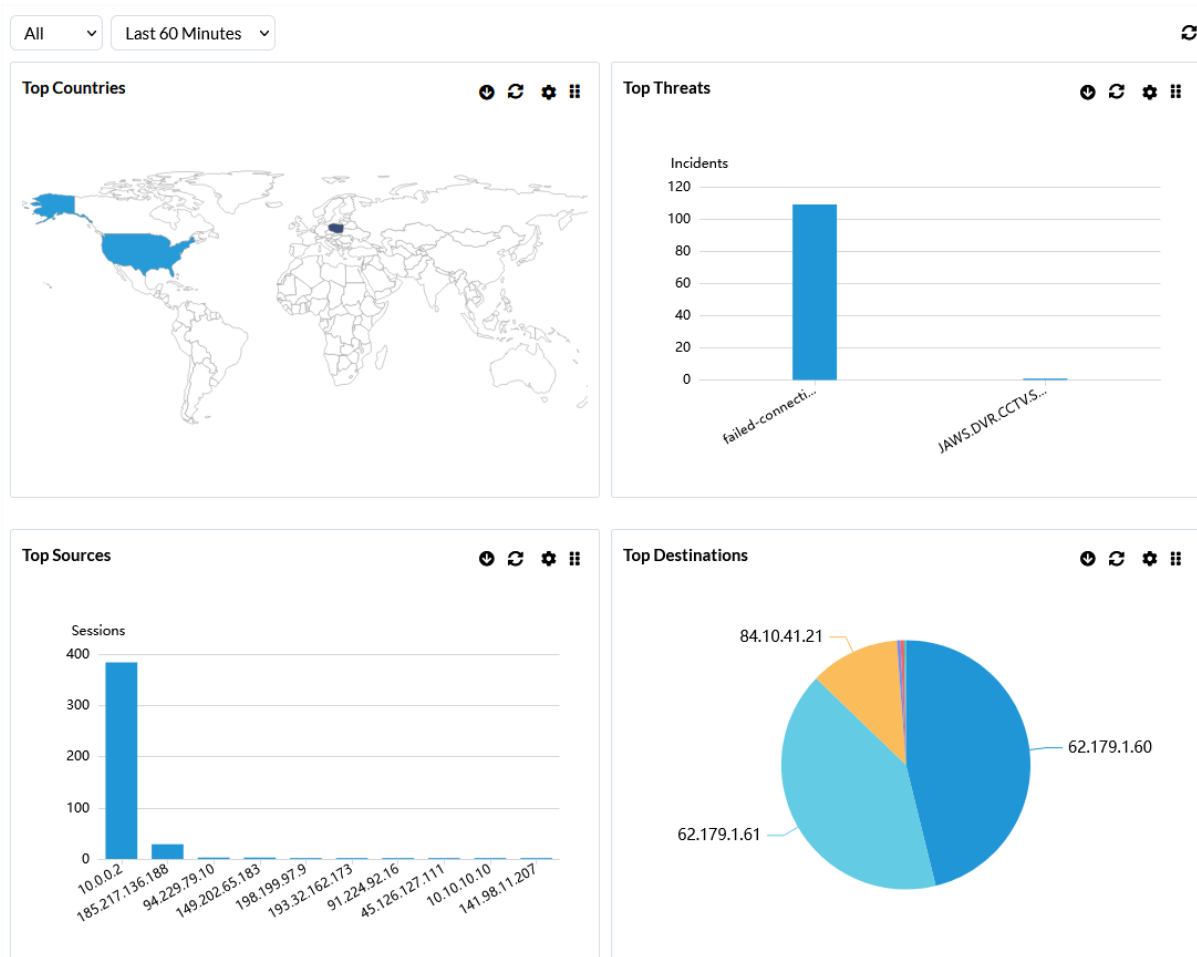 All
Last 60 Minutes
Top Countries
Top Threats
Incidents
120
100
80
60
40
20
0
failed-connecti...
JAWS.DVR.CCTV.S...
Top Sources
Sessions
400
300
200
100
0
10.0.0.2
185.217.136.188
94.229.79.10
149.202.65.183
198.199.97.9
193.32.162.173
91.224.92.16
45.126.127.111
10.10.10.10
141.98.11.207
Top Destinations
84.10.41.21
62.179.1.60
62.179.1.61